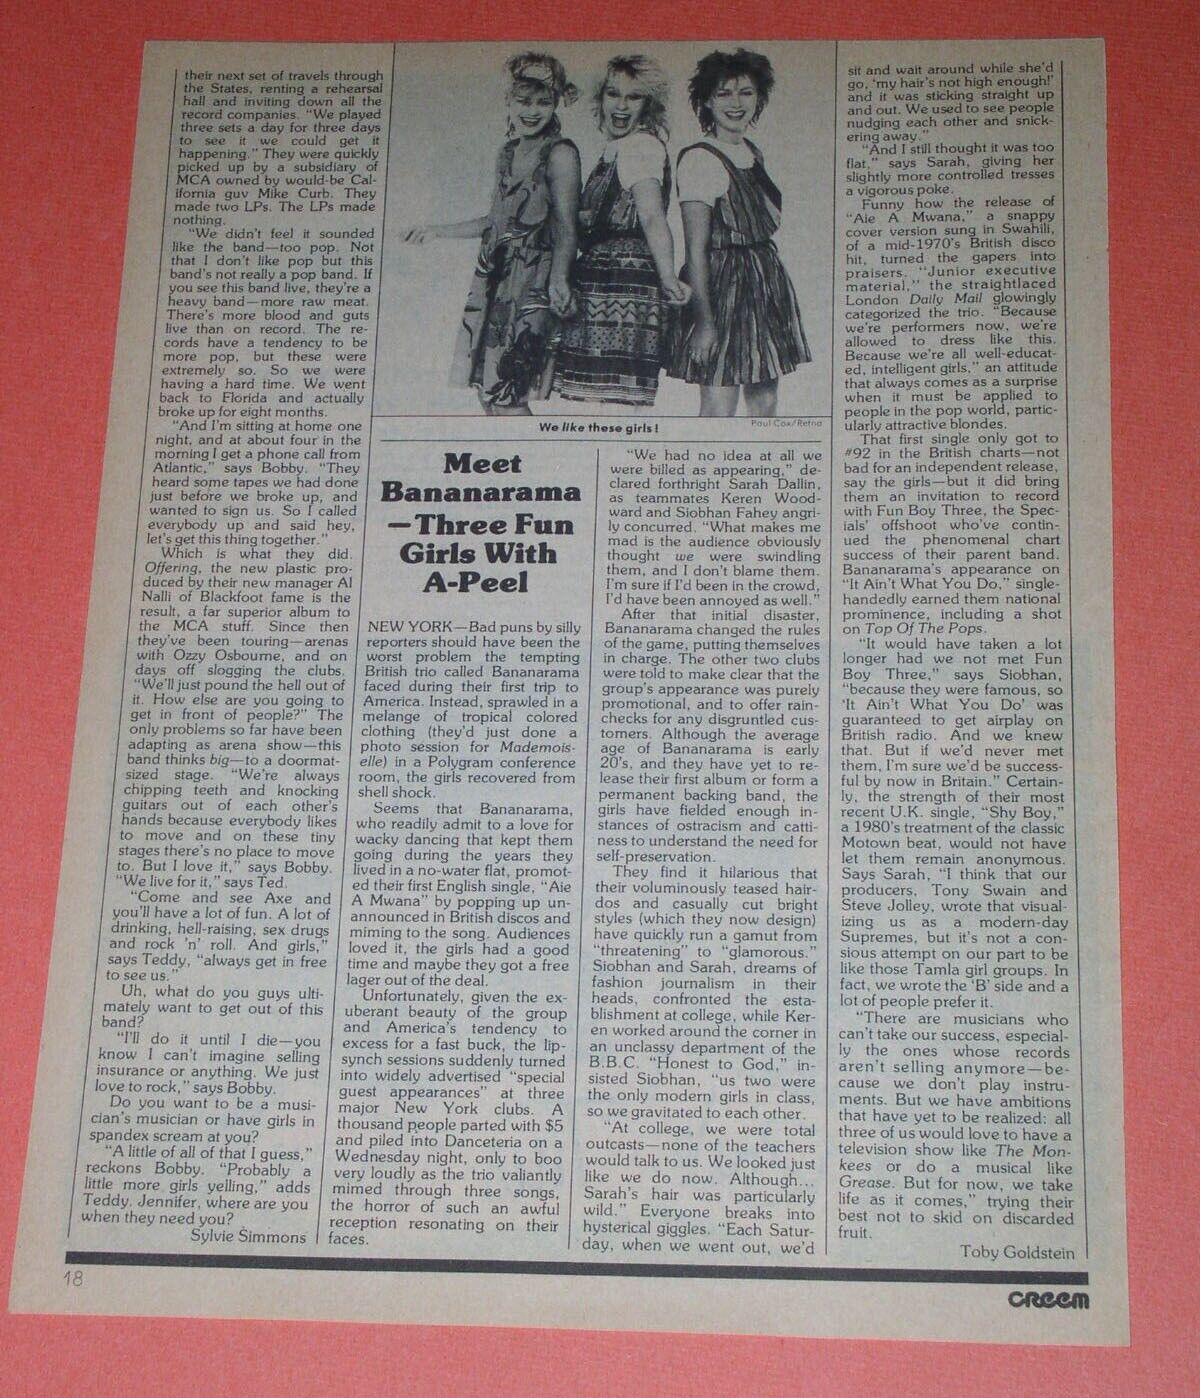 their next set of travels through
the States, renting a rehearsal
hall and inviting down all the
record companies. "We played
three sets a day for three days
to see it we could get it
happening." They were quickly
picked up by a subsidiary of
MCA owned by would-be Cal-
ifornia guv Mike Curb. They
made two LPs. The LPs made
nothing.
"We didn't feel it sounded
like the band—too pop. Not
that I don't like pop but this
band's not really a pop band. If
you see this band live, they're a
heavy band—more raw meat.
There's more blood and guts
live than on record. The re-
cords have a tendency to be
more pop, but these were
extremely so. So we were
having a hard time. We went
back to Florida and actually
broke up for eight months.
"And I'm sitting at home one
night, and at about four in the
morning I get a phone call from
Atlantic," says Bobby. "They
heard some tapes we had done
just before we broke up, and
wanted to sign us. So I called
everybody up and said hey,
let's get this thing together."
Which is what they did.
Offering, the new plastic pro-
duced by their new manager Al
Nalli of Blackfoot fame is the
result, a far superior album to
the MCA stuff. Since then
they've been touring—arenas
with Ozzy Osbourne, and on
days off slogging the clubs.
"We'll just pound the hell out of
it. How else are you going to
get in front of people?" The
only problems so far have been
adapting as arena show—this
band thinks big—to a doormat-
sized stage. "We're always
chipping teeth and knocking
guitars out of each other's
hands because everybody likes
to move and on these tiny
stages there's no place to move
to. But I love it," says Bobby.
"We live for it," says Ted.
"Come and see Axe and
you'll have a lot of fun. A lot of
drinking, hell-raising, sex drugs
and rock 'n' roll. And girls,"
says Teddy, "always get in free
to see us."
Uh, what do you guys ulti-
mately want to get out of this
band?
"I'll do it until I die—you
know I can't imagine selling
insurance or anything. We just
love to rock," says Bobby.
Do you want to be a musi-
cian's musician or have girls in
spandex scream at you?
"A little of all of that I guess,"
reckons Bobby. "Probably a
little more girls yelling," adds
Teddy. Jennifer, where are you
when they need you?
Sylvie Simmons
We like these girls!
Paul Cox/Retna
Meet
Bananarama
—Three Fun
Girls With
A-Peel
NEW YORK—Bad puns by silly
reporters should have been the
worst problem the tempting
British trio called Bananarama
faced during their first trip to
America. Instead, sprawled in a
melange of tropical colored
clothing (they'd just done a
photo session for Mademois-
elle) in a Polygram conference
room, the girls recovered from
shell shock.
Seems that Bananarama,
who readily admit to a love for
wacky dancing that kept them
going during the years they
lived in a no-water flat, promot-
ed their first English single, "Aie
A Mwana" by popping up un-
announced in British discos and
miming to the song. Audiences
loved it, the girls had a good
time and maybe they got a free
lager out of the deal.
Unfortunately, given the ex-
uberant beauty of the group
and America's tendency to
excess for a fast buck, the lip-
synch sessions suddenly turned
into widely advertised "special
guest appearances" at three
major New York clubs. A
thousand people parted with $5
and piled into Danceteria on a
Wednesday night, only to boo
very loudly as the trio valiantly
mimed through three songs,
the horror of such an awful
reception resonating on their
faces.
"We had no idea at all we
were billed as appearing," de-
clared forthright Sarah Dallin,
as teammates Keren Wood-
ward and Siobhan Fahey angri-
ly concurred. "What makes me
mad is the audience obviously
thought we were swindling
them, and I don't blame them.
I'm sure if I'd been in the crowd,
I'd have been annoyed as well."
After that initial disaster,
Bananarama changed the rules
of the game, putting themselves
in charge. The other two clubs
were told to make clear that the
group's appearance was purely
promotional, and to offer rain-
checks for any disgruntled cus-
tomers. Although the average
age of Bananarama is early
20's, and they have yet to re-
lease their first album or form a
permanent backing band, the
girls have fielded enough in-
stances of ostracism and catti-
ness to understand the need for
self-preservation.
They find it hilarious that
their voluminously teased hair-
dos and casually cut bright
styles (which they now design)
have quickly run a gamut from
"threatening" to "glamorous."
Siobhan and Sarah, dreams of
fashion journalism in their
heads, confronted the esta-
blishment at college, while Ker-
en worked around the corner in
an unclassy department of the
B.B.C. "Honest to God," in-
sisted Siobhan, "us two were
the only modern girls in class,
so we gravitated to each other.
"At college, we were total
outcasts—none of the teachers
would talk to us. We looked just
like we do now. Although...
Sarah's hair was particularly
wild." Everyone breaks into
hysterical giggles. "Each Satur-
day, when we went out, we'd
sit and wait around while she'd
go, 'my hair's not high enough!'
and it was sticking straight up
and out. We used to see people
nudging each other and snick-
ering away."
"And I still thought it was too
flat," says Sarah, giving her
slightly more controlled tresses
a vigorous poke.
Funny how the release of
"Aie A Mwana," a snappy
cover version sung in Swahili,
of a mid-1970's British disco
hit, turned the gapers into
praisers. "Junior executive
material," the straightlaced
London Daily Mail glowingly
categorized the trio. "Because
we're performers now, we're
allowed to dress like this.
Because we're all well-educat-
ed, intelligent girls," an attitude
that always comes as a surprise
when it must be applied to
people in the pop world, partic-
ularly attractive blondes.
That first single only got to
#92 in the British charts—not
bad for an independent release,
say the girls—but it did bring
them an invitation to record
with Fun Boy Three, the Spec-
ials' offshoot who've contin-
ued the phenomenal chart
success of their parent band.
Bananarama's appearance on
"It Ain't What You Do," single-
handedly earned them national
prominence, including a shot
on Top Of The Pops.
"It would have taken a lot
longer had we not met Fun
Boy Three," says Siobhan,
"because they were famous, so
'It Ain't What You Do' was
guaranteed to get airplay on
British radio. And we knew
that. But if we'd never met
them, I'm sure we'd be success-
ful by now in Britain." Certain-
ly, the strength of their most
recent U.K. single, "Shy Boy,"
a 1980's treatment of the classic
Motown beat, would not have
let them remain anonymous.
Says Sarah, "I think that our
producers, Tony Swain and
Steve Jolley, wrote that visual-
izing us as a modern-day
Supremes, but it's not a con-
sious attempt on our part to be
like those Tamla girl groups. In
fact, we wrote the 'B' side and a
lot of people prefer it.
"There are musicians who
can't take our success, especial-
ly the ones whose records
aren't selling anymore—be-
cause we don't play instru-
ments. But we have ambitions
that have yet to be realized: all
three of us would love to have a
television show like The Mon-
kees or do a musical like
Grease. But for now, we take
life as it comes," trying their
best not to skid on discarded
fruit.
Toby Goldstein
18
CREEM